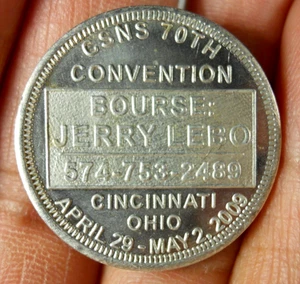 CSNS 70TH
CONVENTION
BOURSE:
JERRY LEBO
574-753-2489
CINCINNATI
OHIO
APRIL 29 - MAY 2, 2009